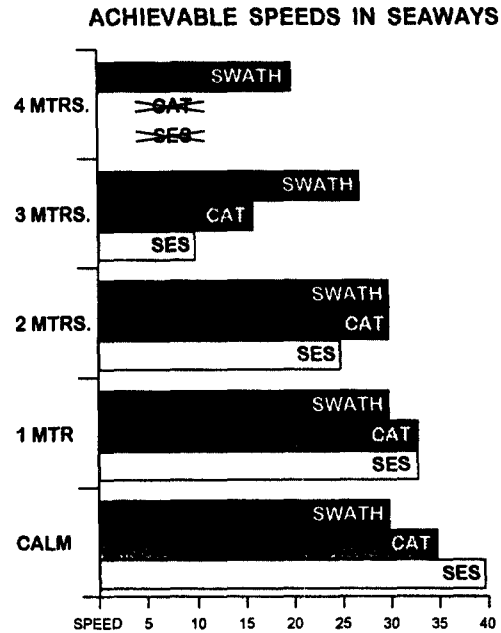 ACHIEVABLE SPEEDS IN SEAWAYS
SWATH
4 MTRS.
CAT
SES
SWATH
3 MTRS.
CAT
SES
SWATH
2 MTRS.
CAT
SES
SWATH
1 MTR
CAT
SES
SWATH
CALM
CAT
SES
SPEED 5 10 15 20 25 30 35 40